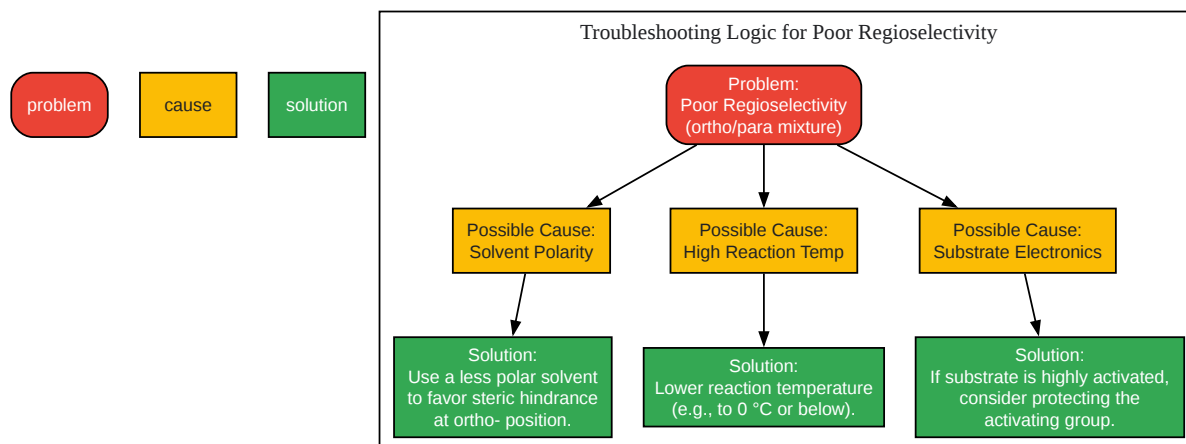 Troubleshooting Logic for Poor Regioselectivity
problem
cause
solution
Problem:
Poor Regioselectivity
(ortho/para mixture)
Possible Cause:
Solvent Polarity
Possible Cause:
High Reaction Temp
Possible Cause:
Substrate Electronics
Solution:
Use a less polar solvent
to favor steric hindrance
at ortho- position.
Solution:
Lower reaction temperature
(e.g., to 0 °C or below).
Solution:
If substrate is highly activated,
consider protecting the
activating group.